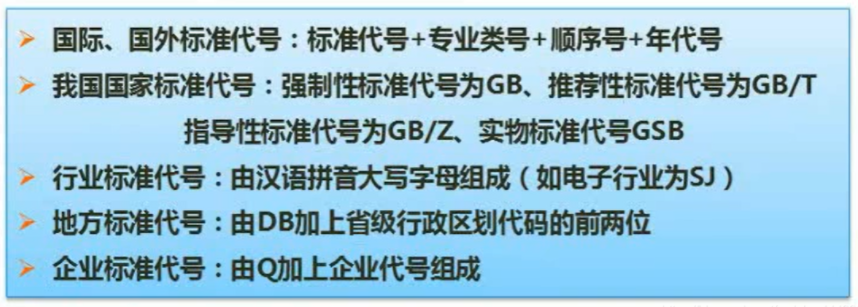 国际、国外标准代号：标准代号+专业类号+顺序号+年代号
我国国家标准代号：强制性标准代号为GB、推荐性标准代号为GB/T
指导性标准代号为GB/Z、实物标准代号GSB
行业标准代号：由汉语拼音大写字母组成（如电子行业为SJ）
地方标准代号：由DB加上省级行政区划代码的前两位
企业标准代号：由Q加上企业代号组成